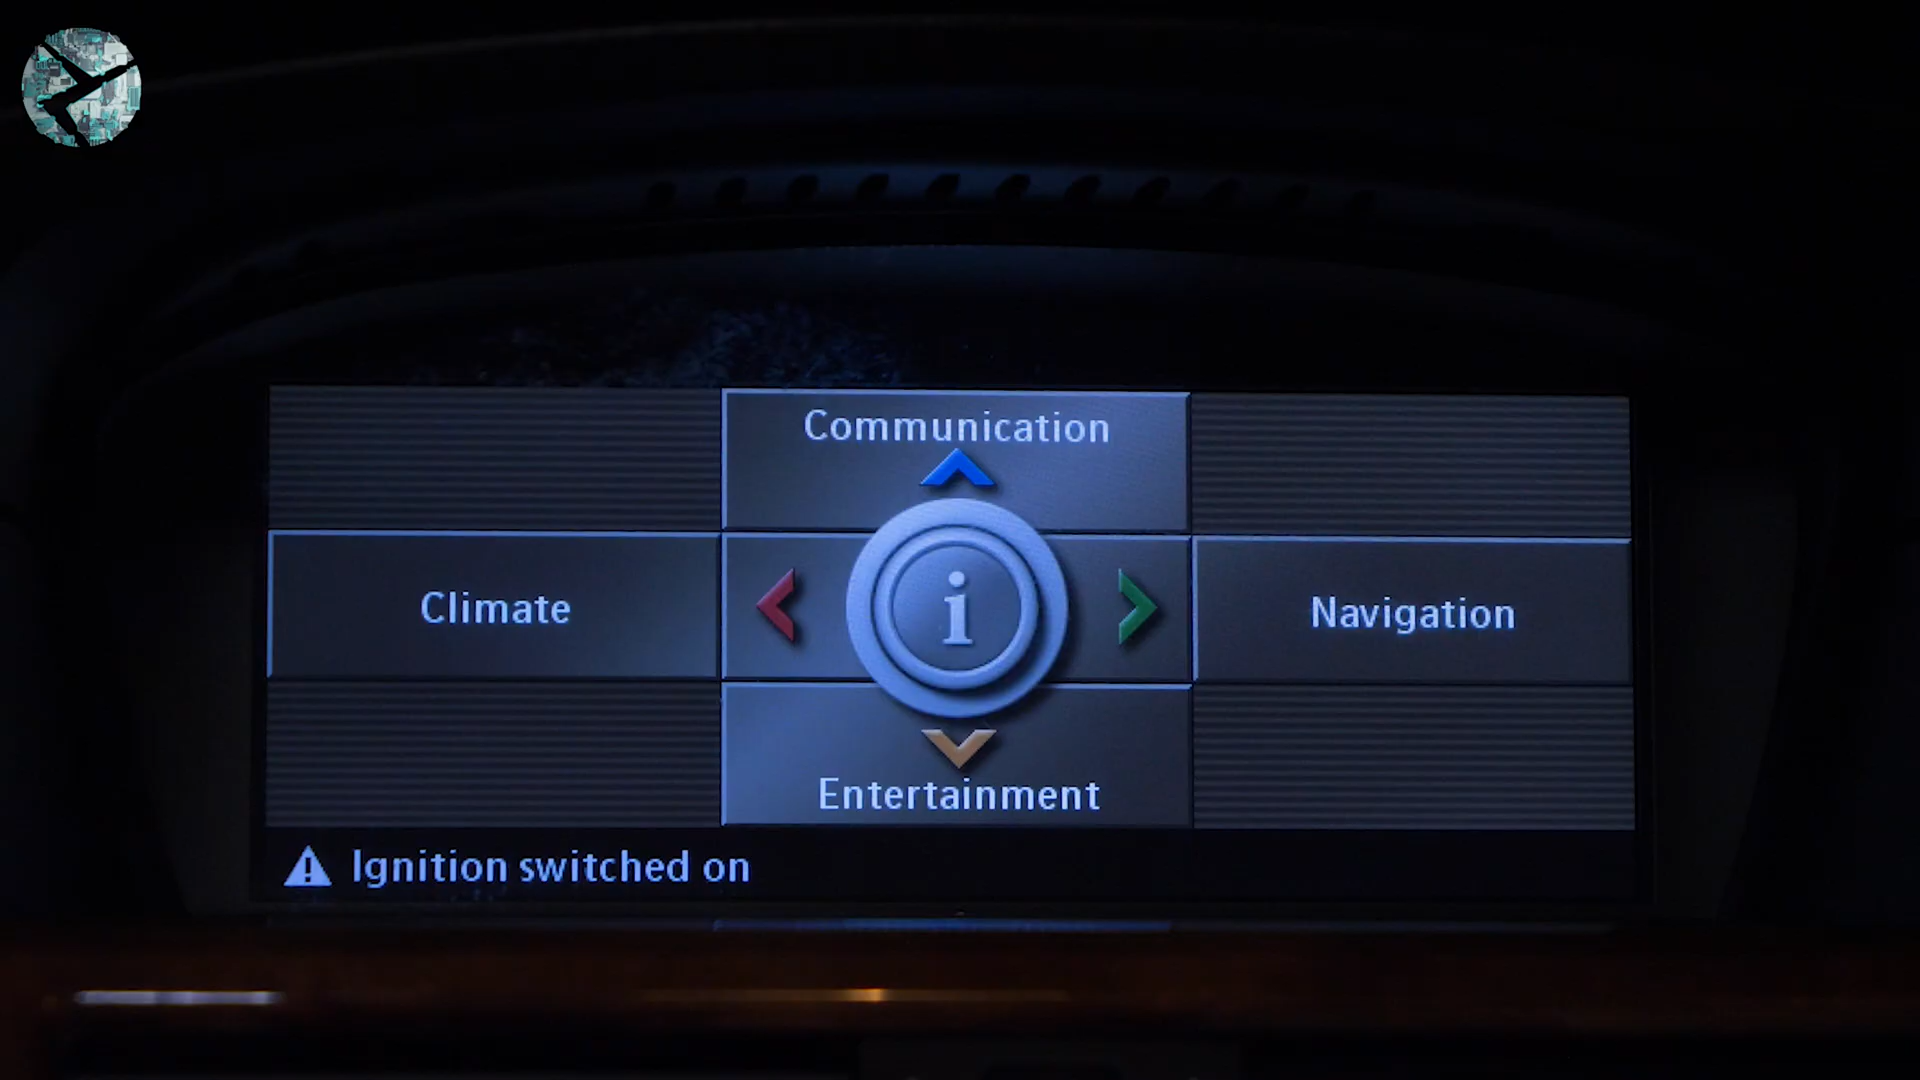 Communication
Climate
i
Navigation
Entertainment
Ignition switched on